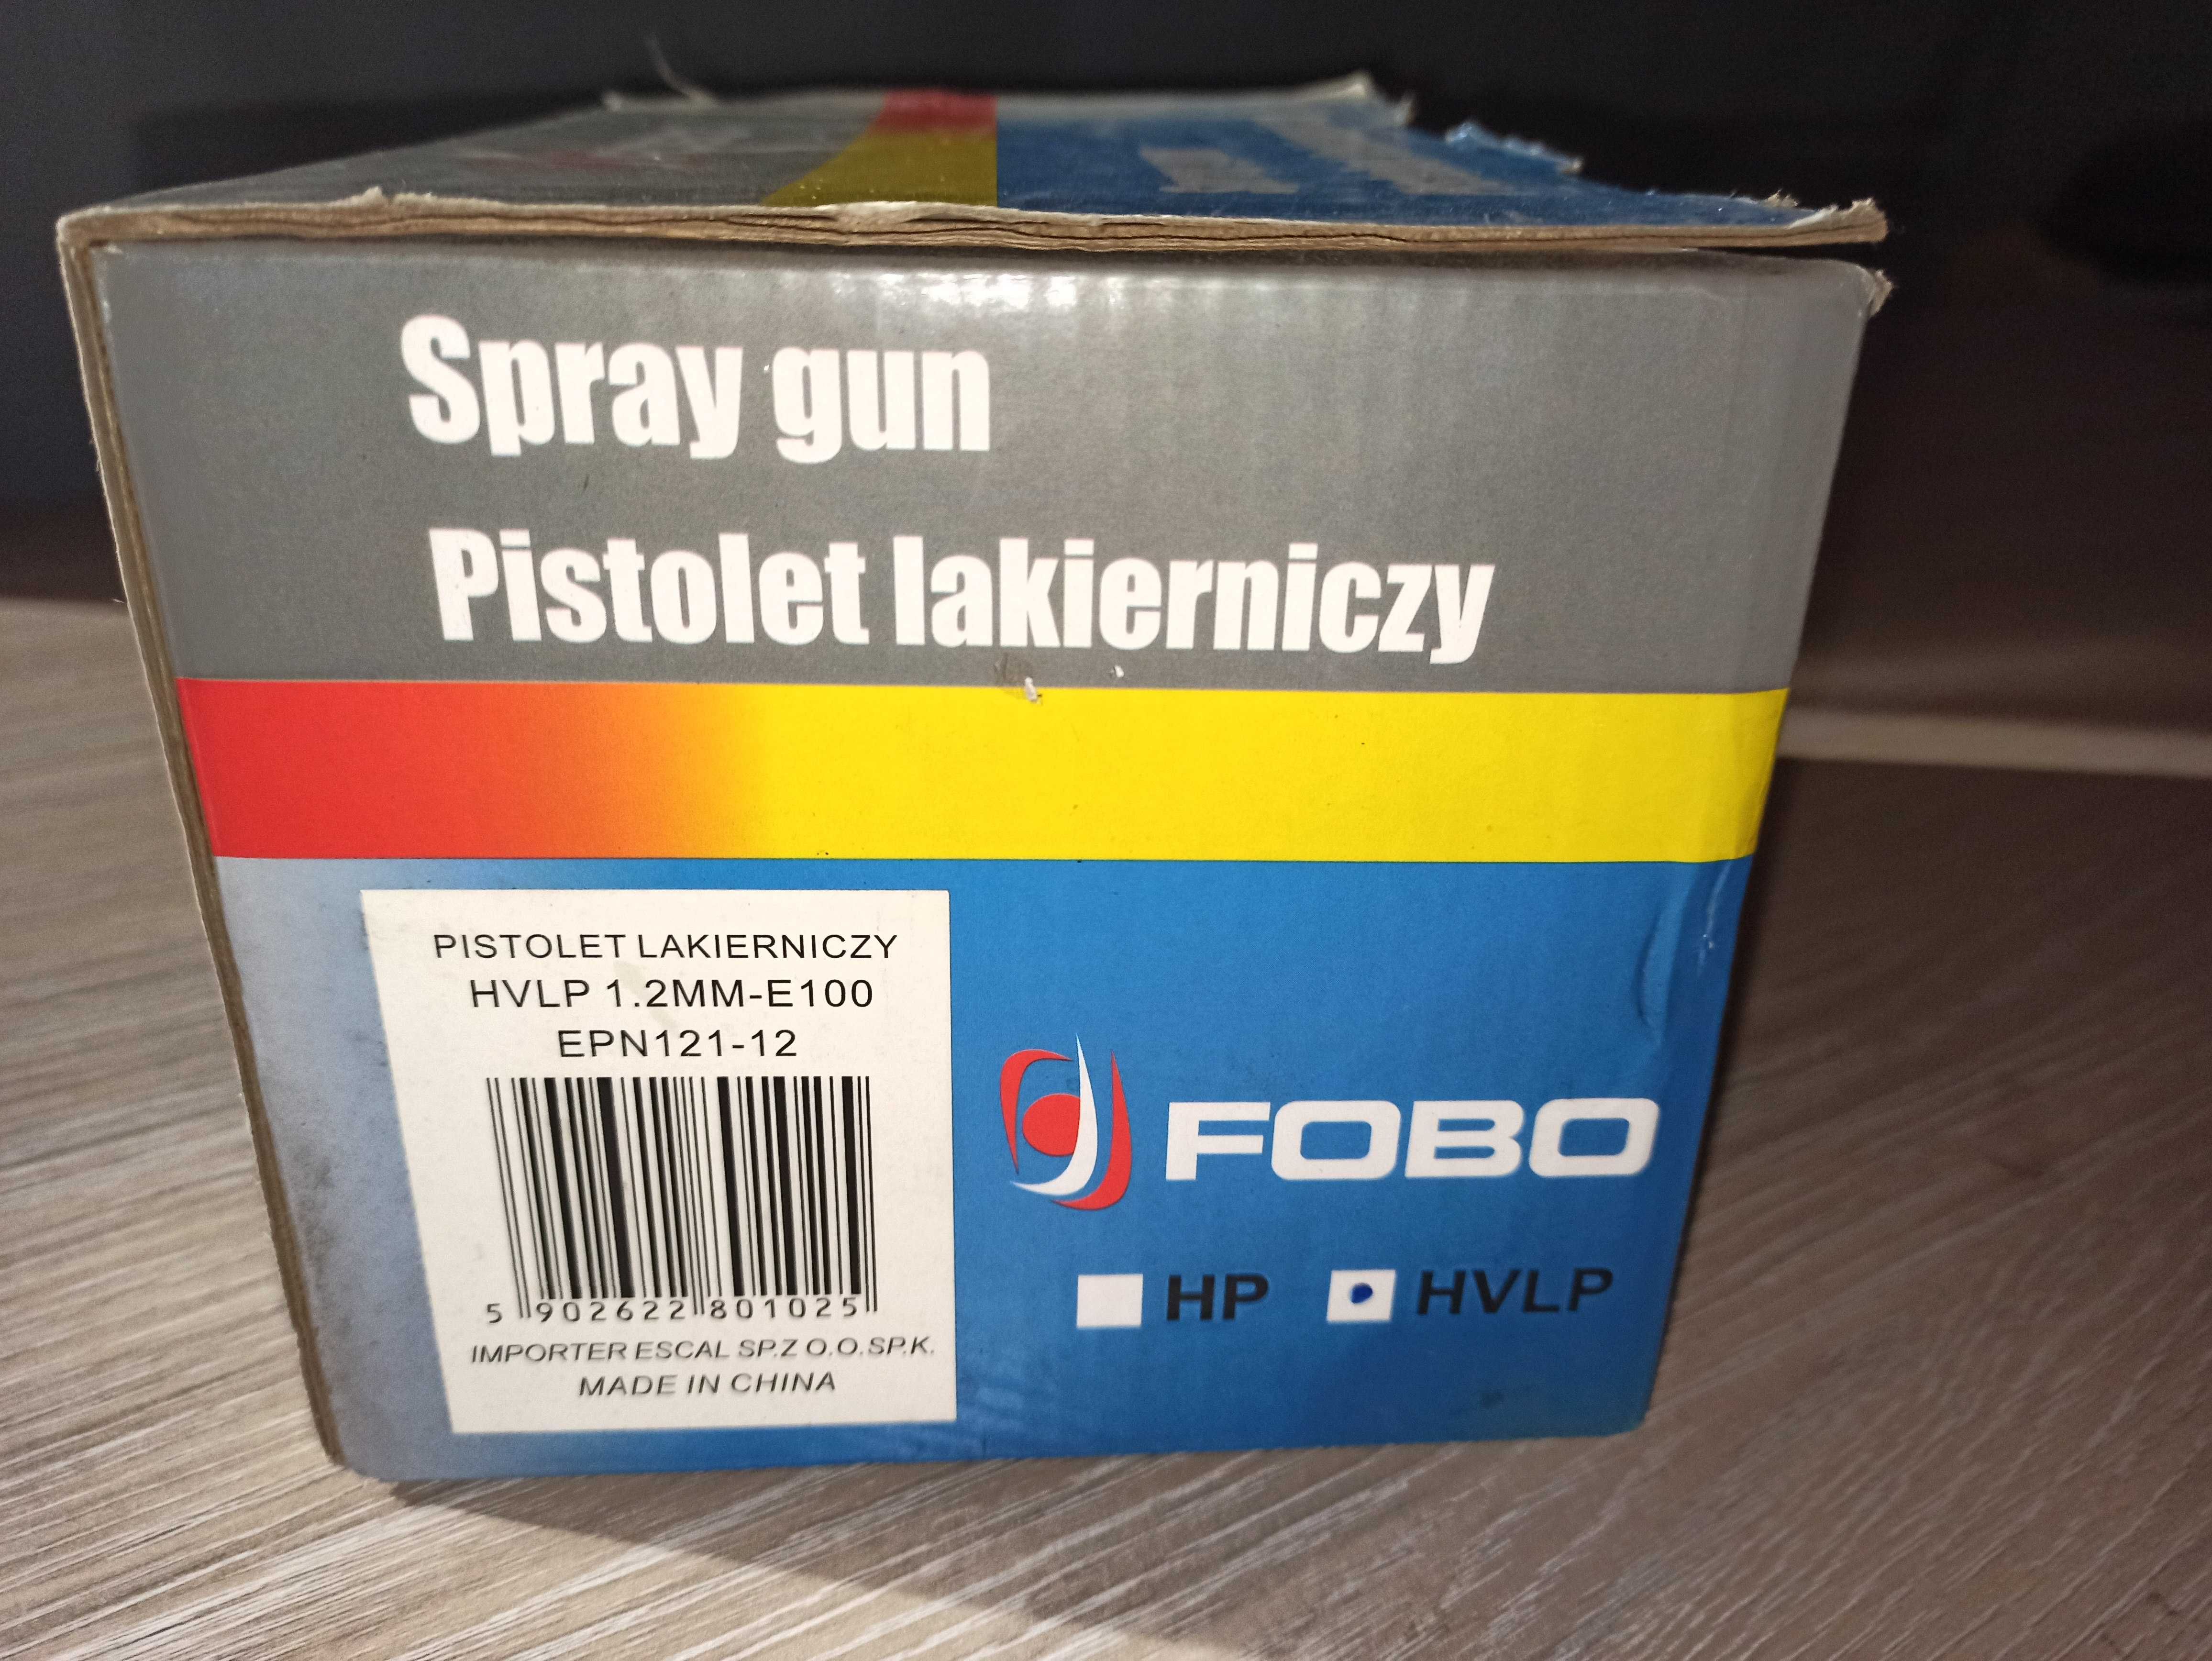 Spray gun
Pistolet lakierniczy
PISTOLET LAKIERNICZY
HVLP 1.2MM-E100
EPN121-12
5 902622 801025
IMPORTER ESCAL SP.Z O.O.SP.K.
MADE IN CHINA
FOBO
HP HVLP